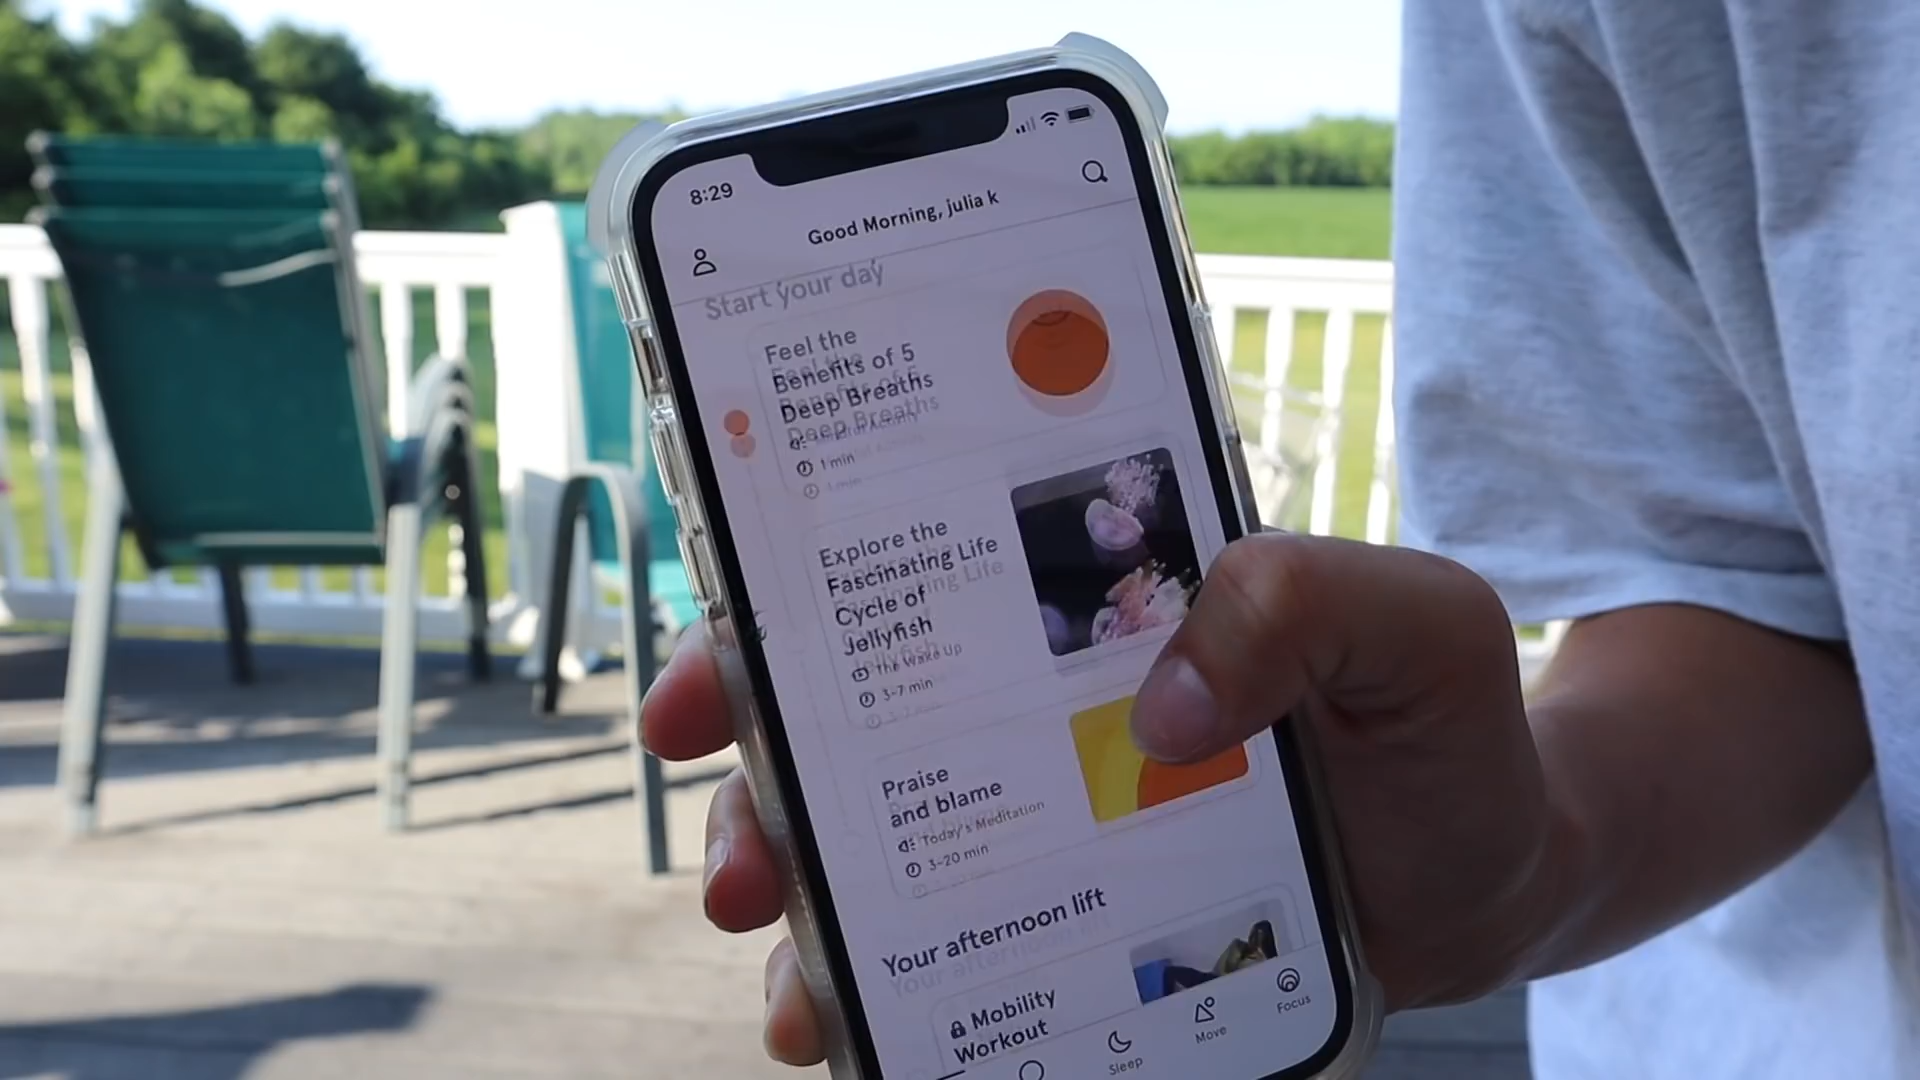 8:29
Good Morning, julia k
Start your day
Feel the
Benefits of 5
Deep Breaths
Mindful Activity
1 min
Explore the
Fascinating Life
Cycle of
Jellyfish
The Wake Up
3-7 min
Praise
and blame
Today's Meditation
3-20 min
Your afternoon lift
Mobility
Workout
Sleep
Move
Focus